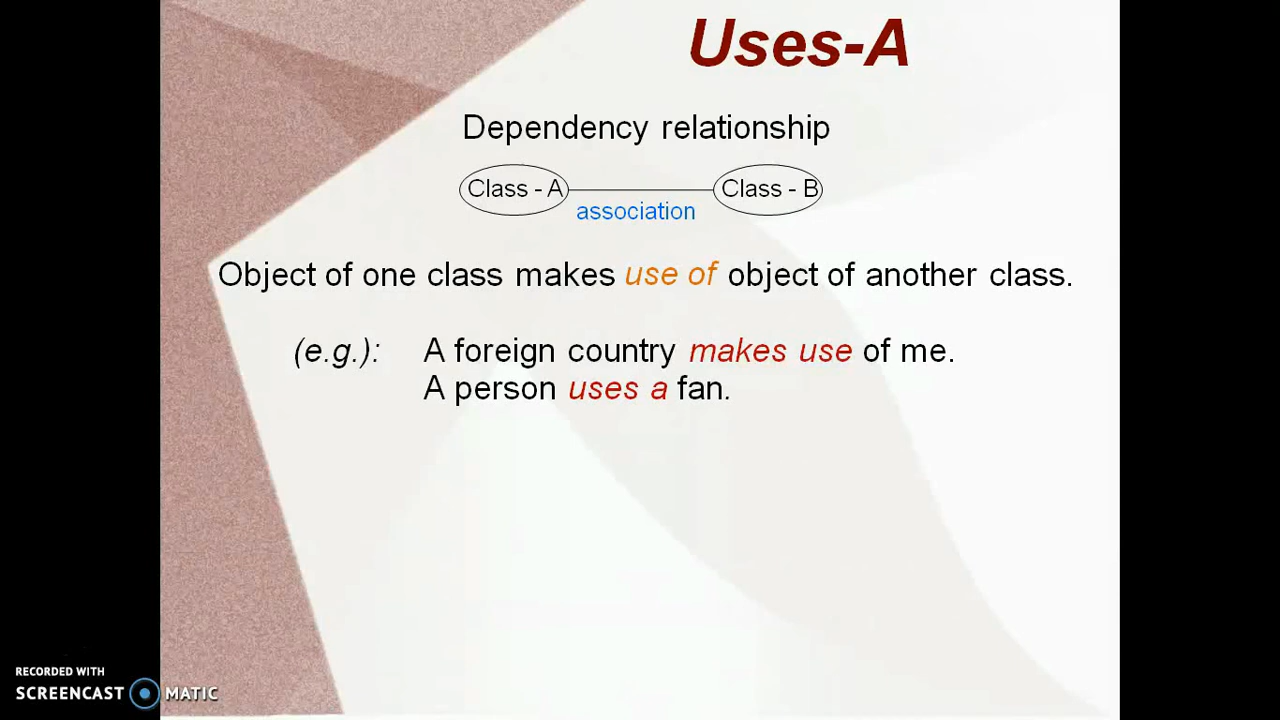 Uses-A
Dependency relationship
Class - A
Class - B
association
Object of one class makes use of object of another class.
(e.g.): A foreign country makes use of me.
A person uses a fan.
RECORDED WITH
SCREENCAST MATIC